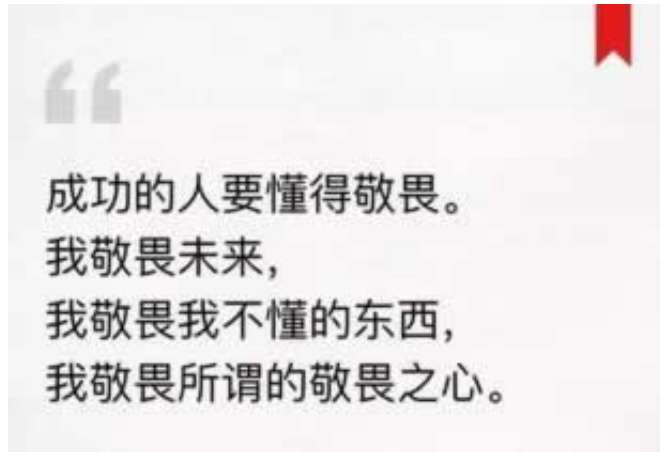 成功的人要懂得敬畏。
我敬畏未来，
我敬畏我不懂的东西，
我敬畏所谓的敬畏之心。